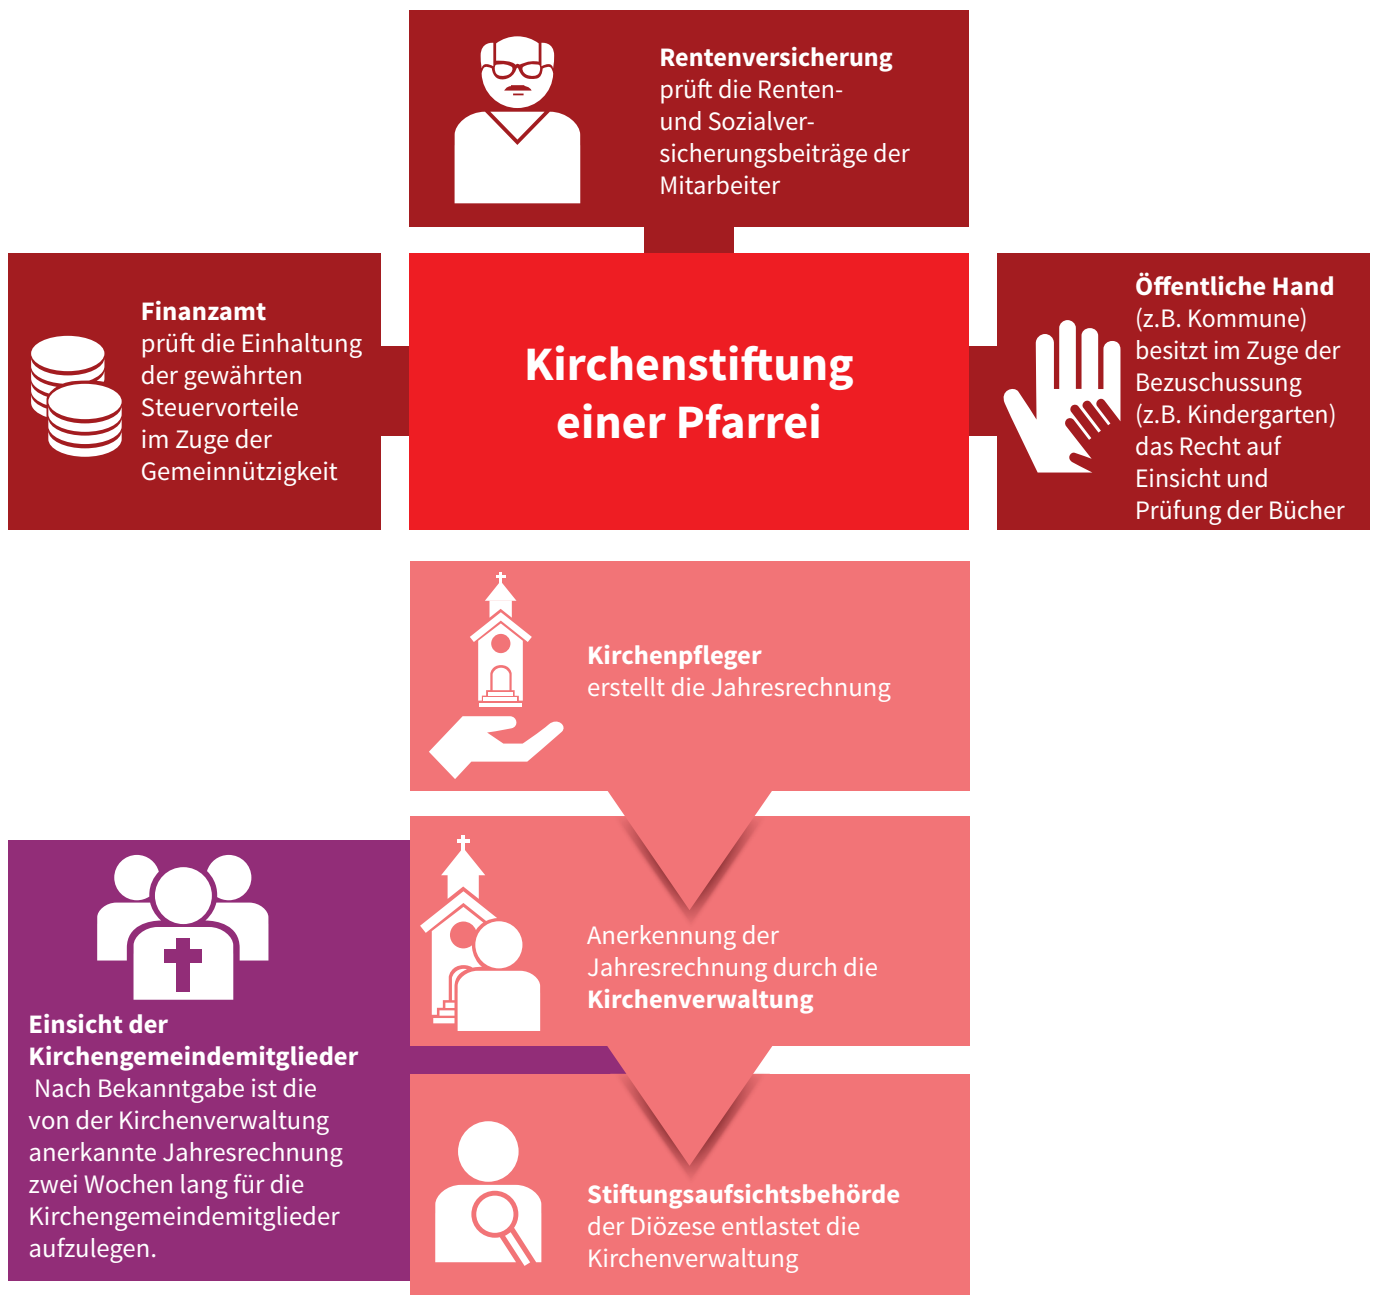 Rentenversicherung
prüft die Renten-
und Sozialver-
sicherungsbeiträge der
Mitarbeiter
Finanzamt
prüft die Einhaltung
der gewährten
Steuervorteile
im Zuge der
Gemeinnützigkeit
Kirchenstiftung
einer Pfarrei
Öffentliche Hand
(z.B. Kommune)
besitzt im Zuge der
Bezuschussung
(z.B. Kindergarten)
das Recht auf
Einsicht und
Prüfung der Bücher
Kirchenpfleger
erstellt die Jahresrechnung
Anerkennung der
Jahresrechnung durch die
Kirchenverwaltung
Einsicht der
Kirchengemeindemitglieder
Nach Bekanntgabe ist die
von der Kirchenverwaltung
anerkannte Jahresrechnung
zwei Wochen lang für die
Kirchengemeindemitglieder
aufzulegen.
Stiftungsaufsichtsbehörde
der Diözese entlastet die
Kirchenverwaltung